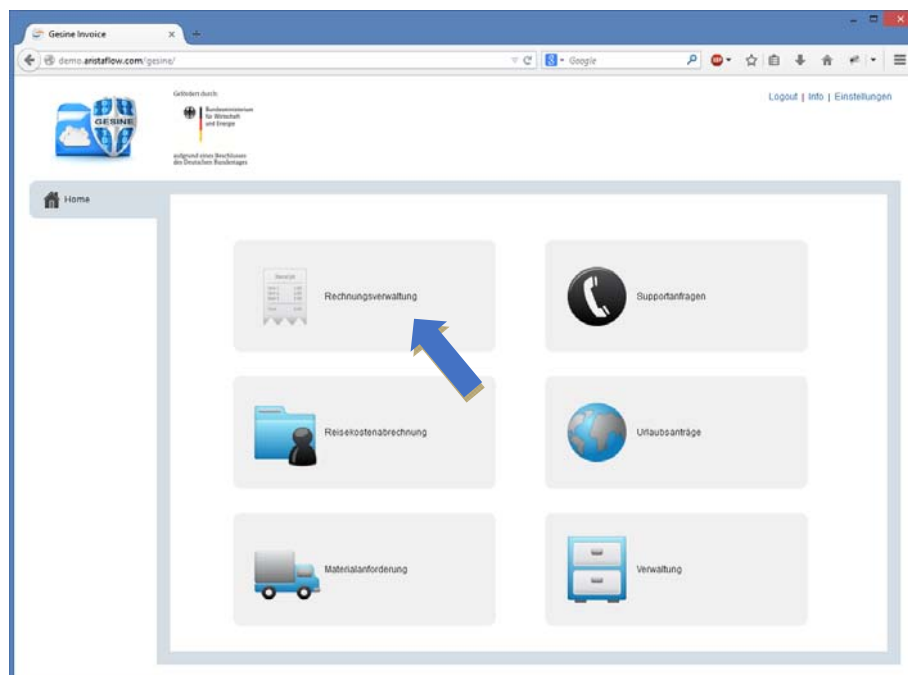 Gesine Invoice
demo.aristaflow.com/gesine/
Google
GESINE
Gefördert durch:
Bundesministerium
für Wirtschaft
und Energie
aufgrund eines Beschlusses
des Deutschen Bundestages
Logout | Info | Einstellungen
Home
Receipt
Rechnungsverwaltung
Supportanfragen
Reisekostenabrechnung
Urlaubsanträge
Materialanforderung
Verwaltung